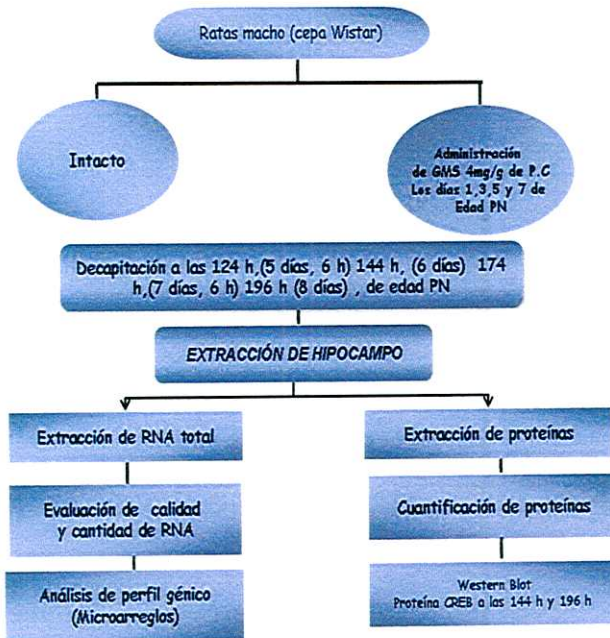 Ratas macho (cepa Wistar)
Intacto
Administración
de GMS 4mg/g de P.C
Los días 1,3,5 y 7 de
Edad PN
Decapitación a las 124 h,(5 días, 6 h) 144 h, (6 días) 174
h,(7 días, 6 h) 196 h (8 días) , de edad PN
EXTRACCIÓN DE HIPOCAMPO
Extracción de RNA total
Extracción de proteínas
Evaluación de calidad
y cantidad de RNA
Cuantificación de proteínas
Análisis de perfil génico
(Microarreglos)
Western Blot
Proteína CREB a las 144 h y 196 h